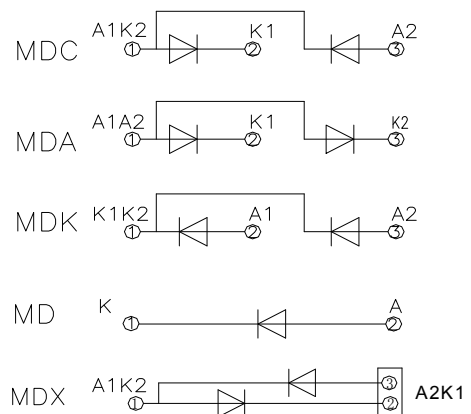 A1K2 K1 A2
MDC ① ② ③
A1A2 K1 K2
MDA ① ② ③
K1K2 A1 A2
MDK ① ② ③
K A
MD ① ②
③
MDX A1K2 ① ② A2K1